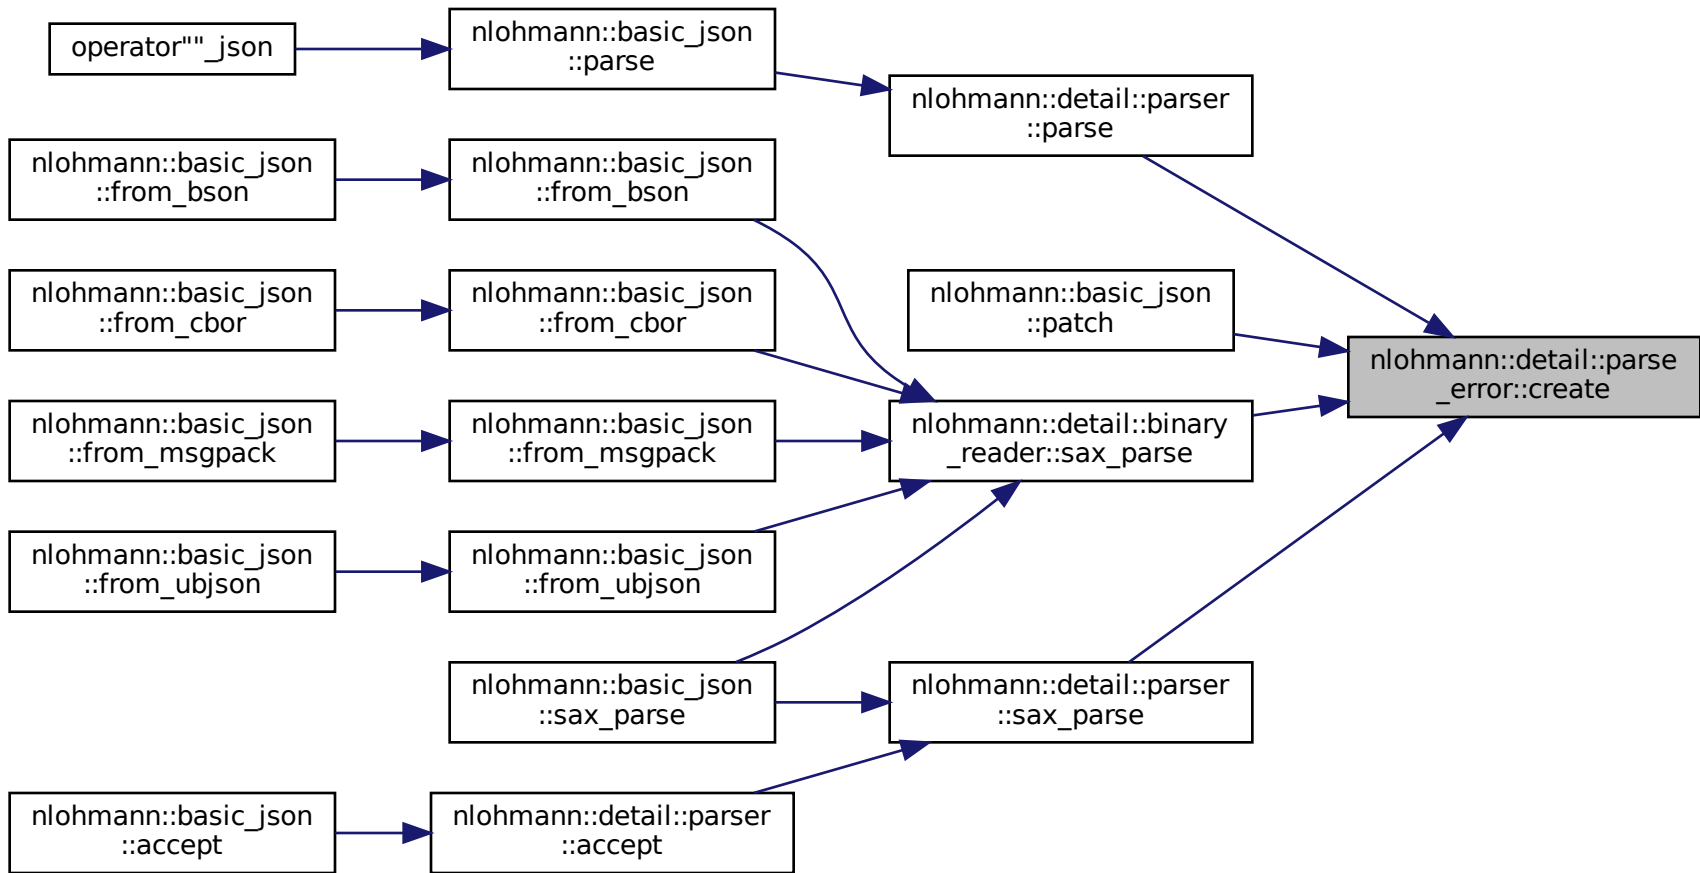 operator""_json
nlohmann::basic_json
::parse
nlohmann::detail::parser
::parse
nlohmann::basic_json
::from_bson
nlohmann::basic_json
::from_bson
nlohmann::basic_json
::from_cbor
nlohmann::basic_json
::from_cbor
nlohmann::basic_json
::patch
nlohmann::detail::parse
_error::create
nlohmann::basic_json
::from_msgpack
nlohmann::basic_json
::from_msgpack
nlohmann::detail::binary
_reader::sax_parse
nlohmann::basic_json
::from_ubjson
nlohmann::basic_json
::from_ubjson
nlohmann::basic_json
::sax_parse
nlohmann::detail::parser
::sax_parse
nlohmann::basic_json
::accept
nlohmann::detail::parser
::accept